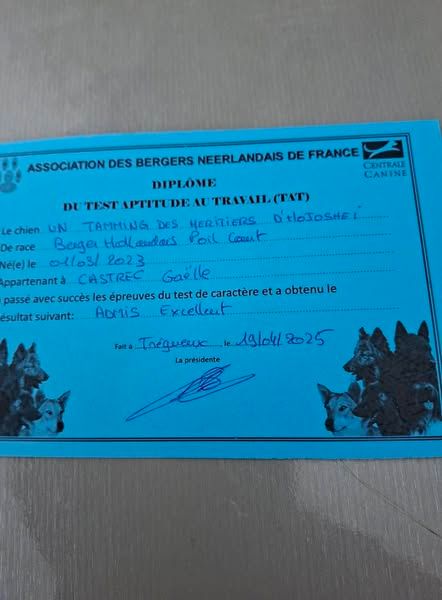 ASSOCIATION DES BERGERS NEERLANDAIS DE FRANCE
CENTRALE
CANINE
DIPLÔME
DU TEST APTITUDE AU TRAVAIL (TAT)
Le chien UN TAMMING DES HERITIERS D'HOJOSHEI
De race Berger Hollandais Poil Court
Né(e) le 01/03/2023
Appartenant à CASTREC Gaëlle
a passé avec succès les épreuves du test de caractère et a obtenu le
résultat suivant: ADMIS Excellent
Fait à Trégueux le 19/04/2025
La présidente